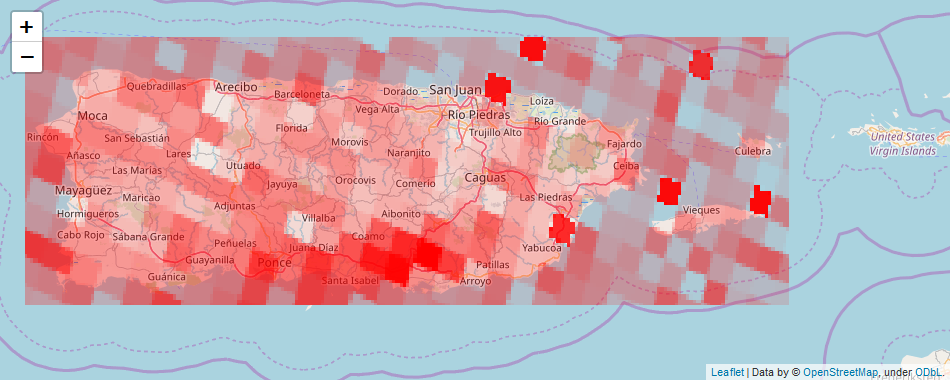 +
−
Quebradillas
Arecibo
Barceloneta
Dorado
San Juan
Loíza
Moca
Vega Alta
Río Piedras
Río Grande
United States
Virgin Islands
Rincón
San Sebastián
Florida
Morovis
Trujillo Alto
Fajardo
Culebra
Añasco
Lares
Utuado
Naranjito
Ceiba
Las Marías
Jayuya
Orocovis
Comerío
Caguas
Mayagüez
Maricao
Adjuntas
Las Piedras
Hormigueros
Villalba
Aibonito
Vieques
Cabo Rojo
Sábana Grande
Peñuelas
Juana Díaz
Coamo
Yabucoa
Guayanilla
Ponce
Patillas
Guánica
Santa Isabel
Arroyo
Leaflet | Data by © OpenStreetMap, under ODbL.